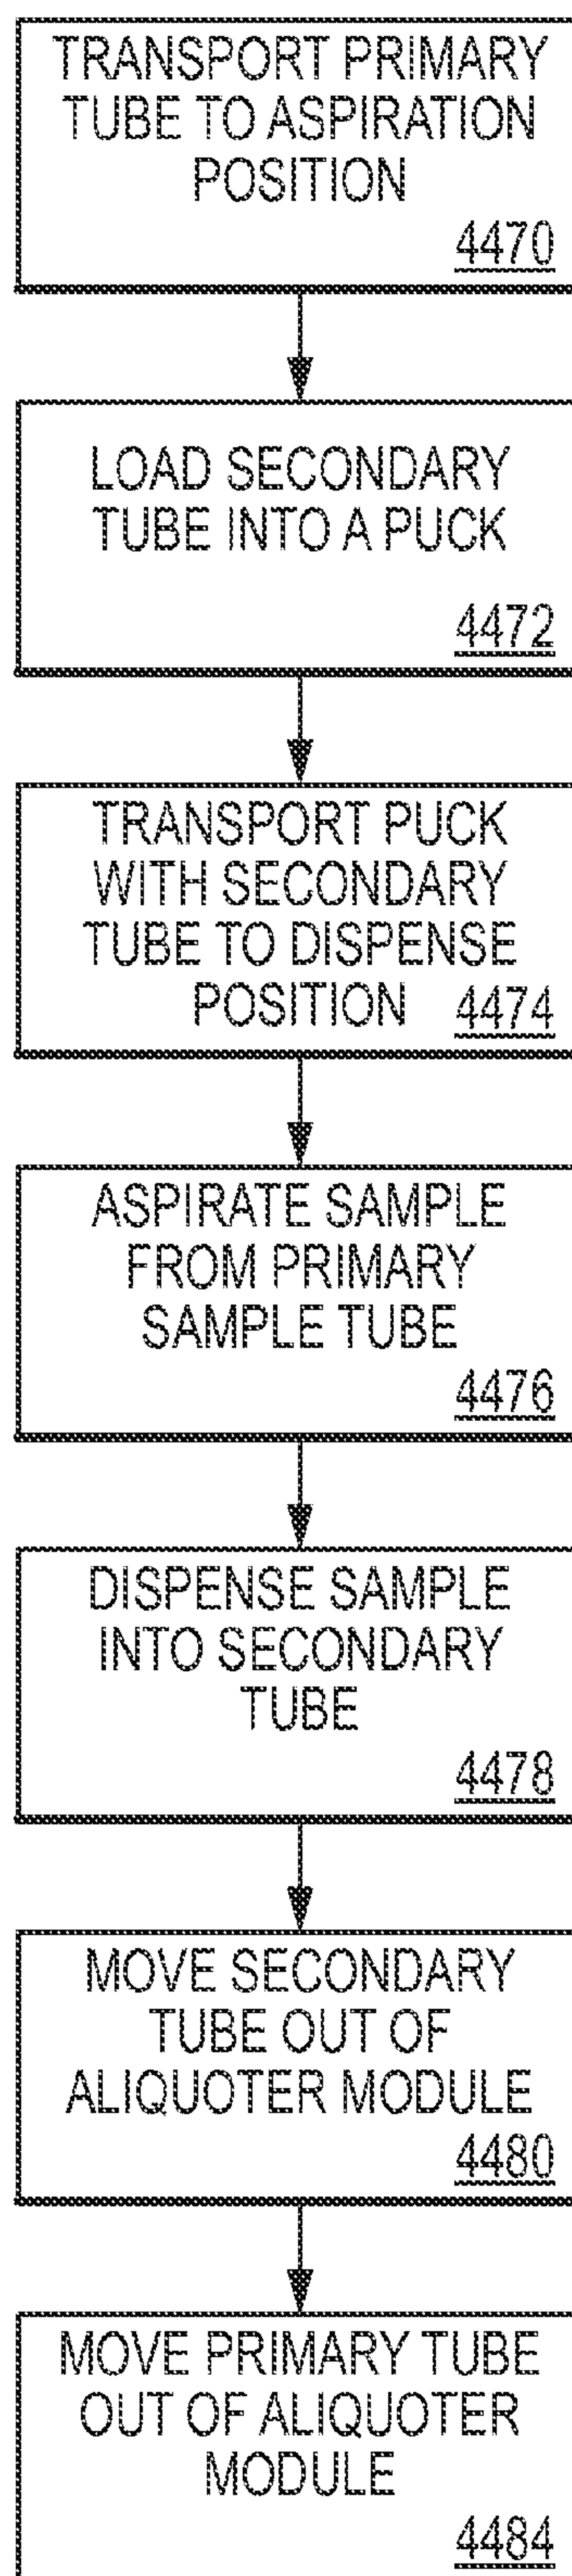 TRANSPORT PRIMARY
TUBE TO ASPIRATION
POSITION
4470
LOAD SECONDARY
TUBE INTO A PUCK
4472
TRANSPORT PUCK
WITH SECONDARY
TUBE TO DISPENSE
POSITION 4474
ASPIRATE SAMPLE
FROM PRIMARY
SAMPLE TUBE
4476
DISPENSE SAMPLE
INTO SECONDARY
TUBE
4478
MOVE SECONDARY
TUBE OUT OF
ALIQUOTER MODULE
4480
MOVE PRIMARY TUBE
OUT OF ALIQUOTER
MODULE
4484